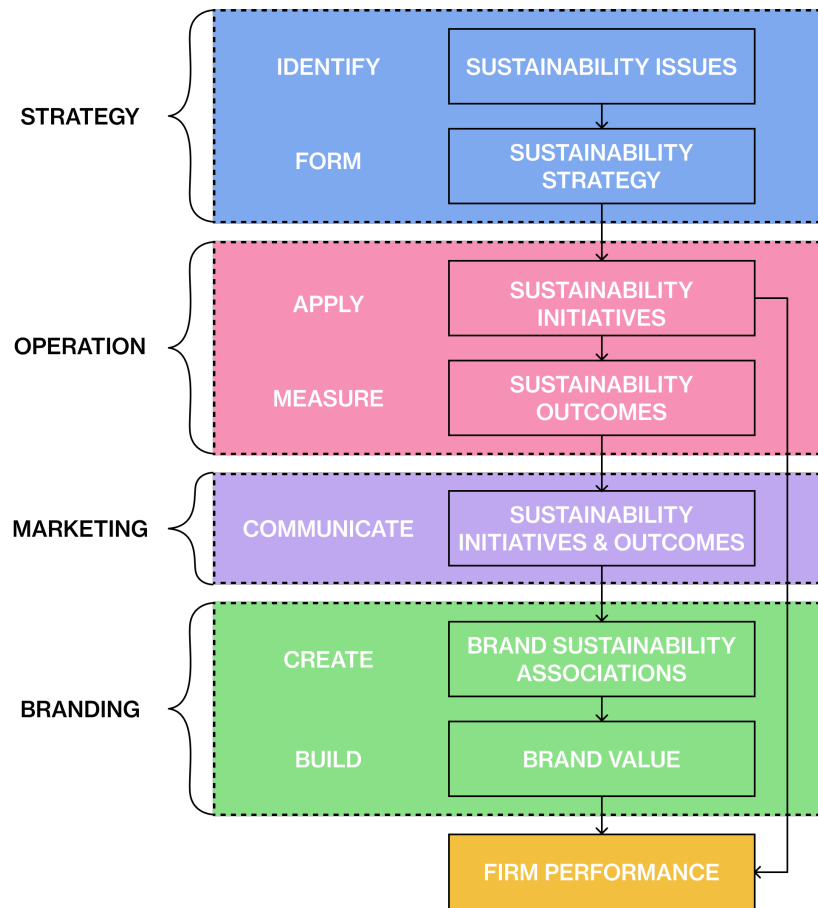 IDENTIFY
SUSTAINABILITY ISSUES
STRATEGY
FORM
SUSTAINABILITY
STRATEGY
APPLY
SUSTAINABILITY
INITIATIVES
OPERATION
MEASURE
SUSTAINABILITY
OUTCOMES
MARKETING
COMMUNICATE
SUSTAINABILITY
INITIATIVES & OUTCOMES
CREATE
BRAND SUSTAINABILITY
ASSOCIATIONS
BRANDING
BUILD
BRAND VALUE
FIRM PERFORMANCE